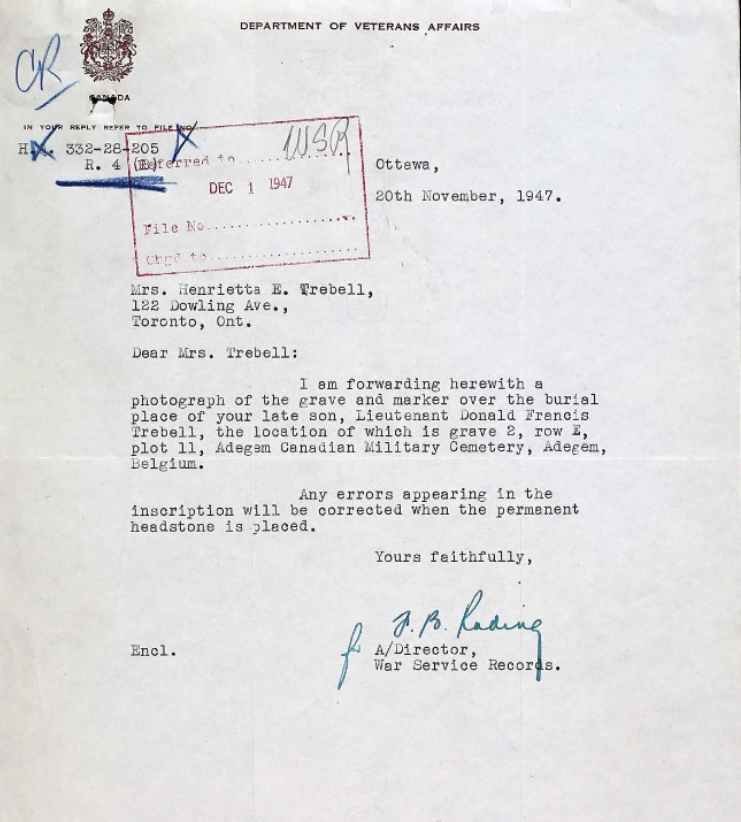 DEPARTMENT OF VETERANS AFFAIRS
CR
CANADA
IN YOUR REPLY REFER TO FILE NO.
H.Q. 332-28-205
R. 4 (E)
Referred to ........ WSR
DEC 1 1947
File No.
Chge to
Ottawa,
20th November, 1947.
Mrs. Henrietta E. Trebell,
122 Dowling Ave.,
Toronto, Ont.
Dear Mrs. Trebell:
I am forwarding herewith a
photograph of the grave and marker over the burial
place of your late son, Lieutenant Donald Francis
Trebell, the location of which is grave 2, row E,
plot 11, Adegem Canadian Military Cemetery, Adegem,
Belgium.
Any errors appearing in the
inscription will be corrected when the permanent
headstone is placed.
Yours faithfully,
for
Encl.
A/Director,
War Service Records.